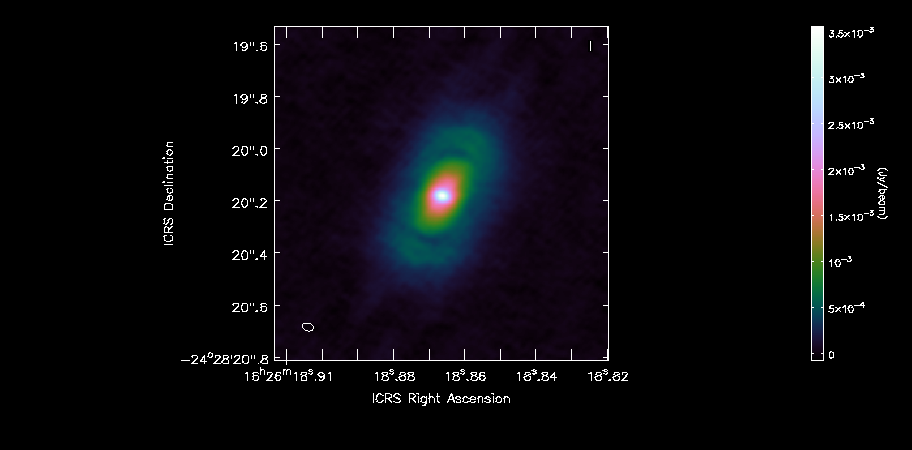 19".6
19".8
20".0
20".2
20".4
20".6
-24°28'20".8
16ʰ26ᵐ18ˢ.91
18ˢ.88
18ˢ.86
18ˢ.84
18ˢ.82
ICRS Right Ascension
ICRS Declination
3.5×10⁻³
3×10⁻³
2.5×10⁻³
2×10⁻³
1.5×10⁻³
10⁻³
5×10⁻⁴
0
(Jy/beam)